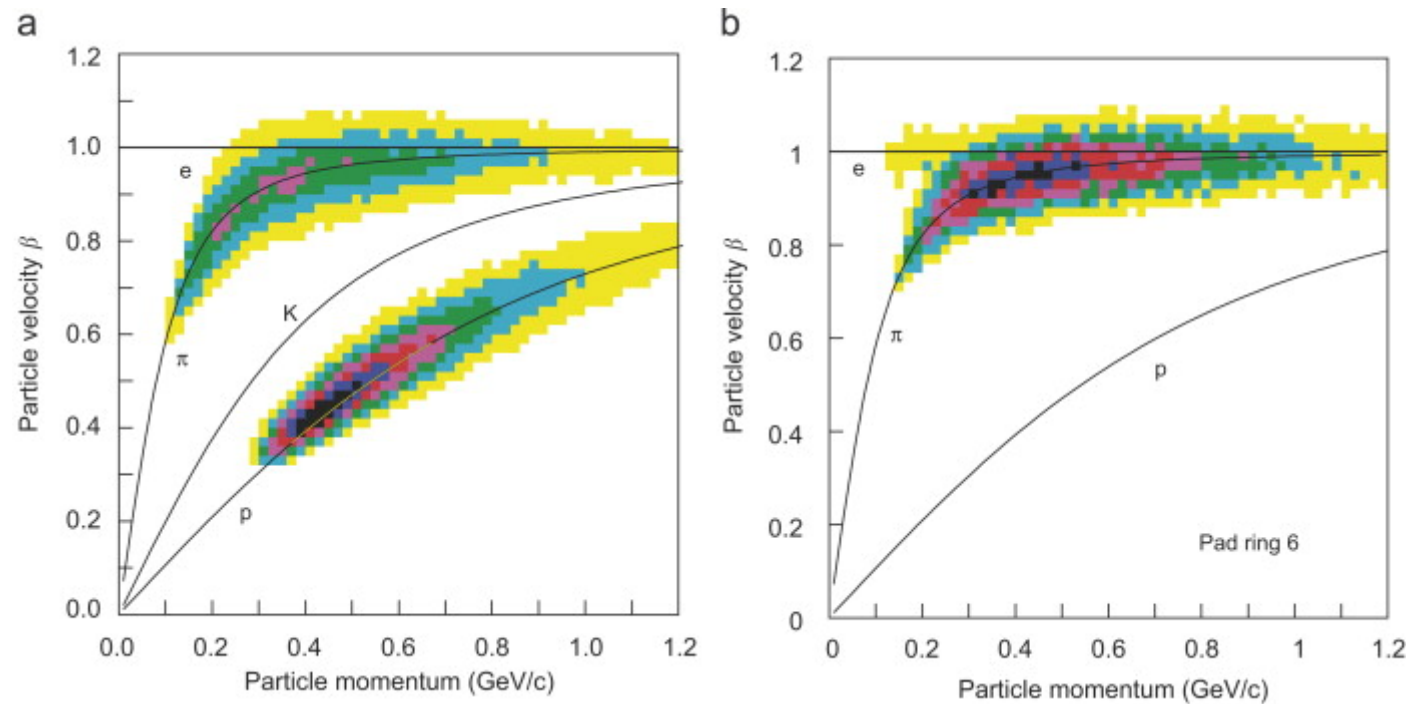 a
1.2
1.0
0.8
0.6
0.4
0.2
0.0
0.0 0.2 0.4 0.6 0.8 1.0 1.2
Particle velocity β
Particle momentum (GeV/c)
e
π
K
p
b
1.2
1
0.8
0.6
0.4
0.2
0
0 0.2 0.4 0.6 0.8 1 1.2
Particle velocity β
Particle momentum (GeV/c)
e
π
p
Pad ring 6